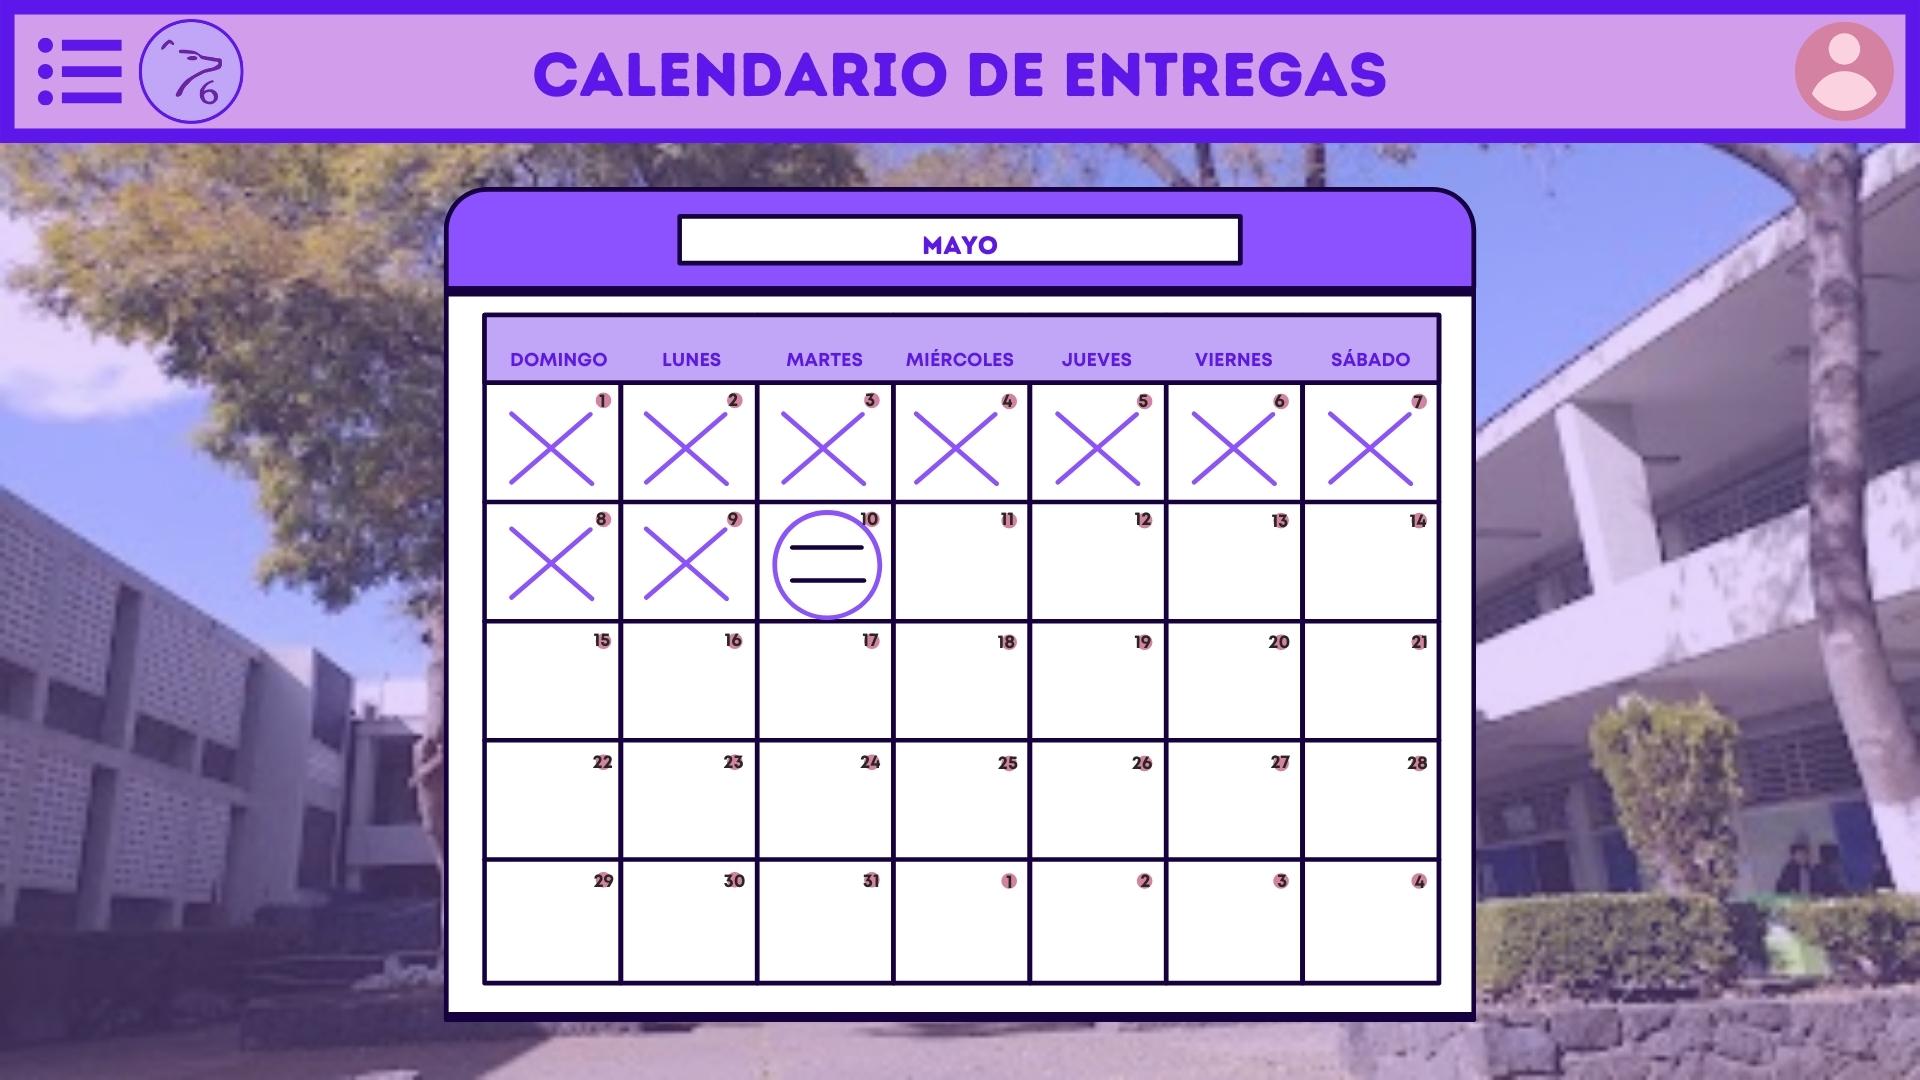 6
CALENDARIO DE ENTREGAS
MAYO
DOMINGO LUNES MARTES MIÉRCOLES JUEVES VIERNES SÁBADO
1 2 3 4 5 6 7
8 9 10 11 12 13 14
15 16 17 18 19 20 21
22 23 24 25 26 27 28
29 30 31 1 2 3 4